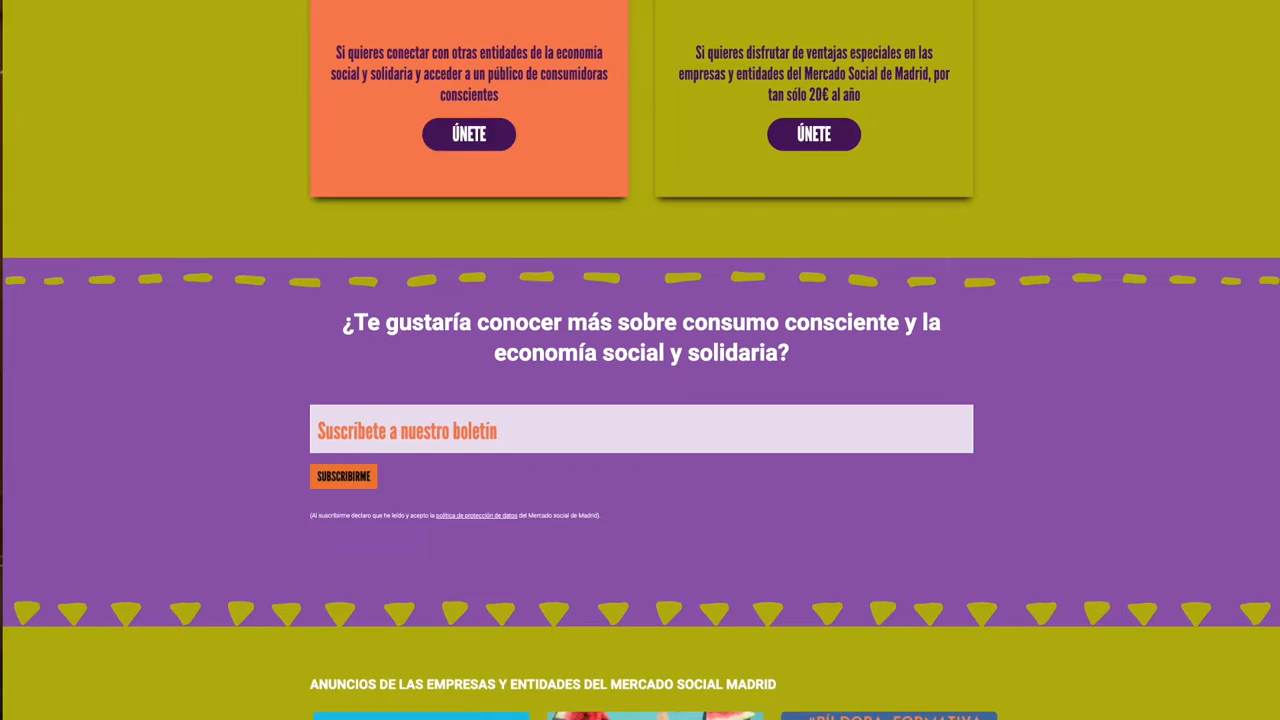 Si quieres conectar con otras entidades de la economía
social y solidaria y acceder a un público de consumidoras
conscientes
ÚNETE
Si quieres disfrutar de ventajas especiales en las
empresas y entidades del Mercado Social de Madrid, por
tan sólo 20€ al año
ÚNETE
¿Te gustaría conocer más sobre consumo consciente y la
economía social y solidaria?
Suscríbete a nuestro boletín
SUBSCRIBIRME
(Al suscribirme declaro que he leído y acepto la política de protección de datos del Mercado social de Madrid).
ANUNCIOS DE LAS EMPRESAS Y ENTIDADES DEL MERCADO SOCIAL MADRID
"PÍLDORA FORMATIVA